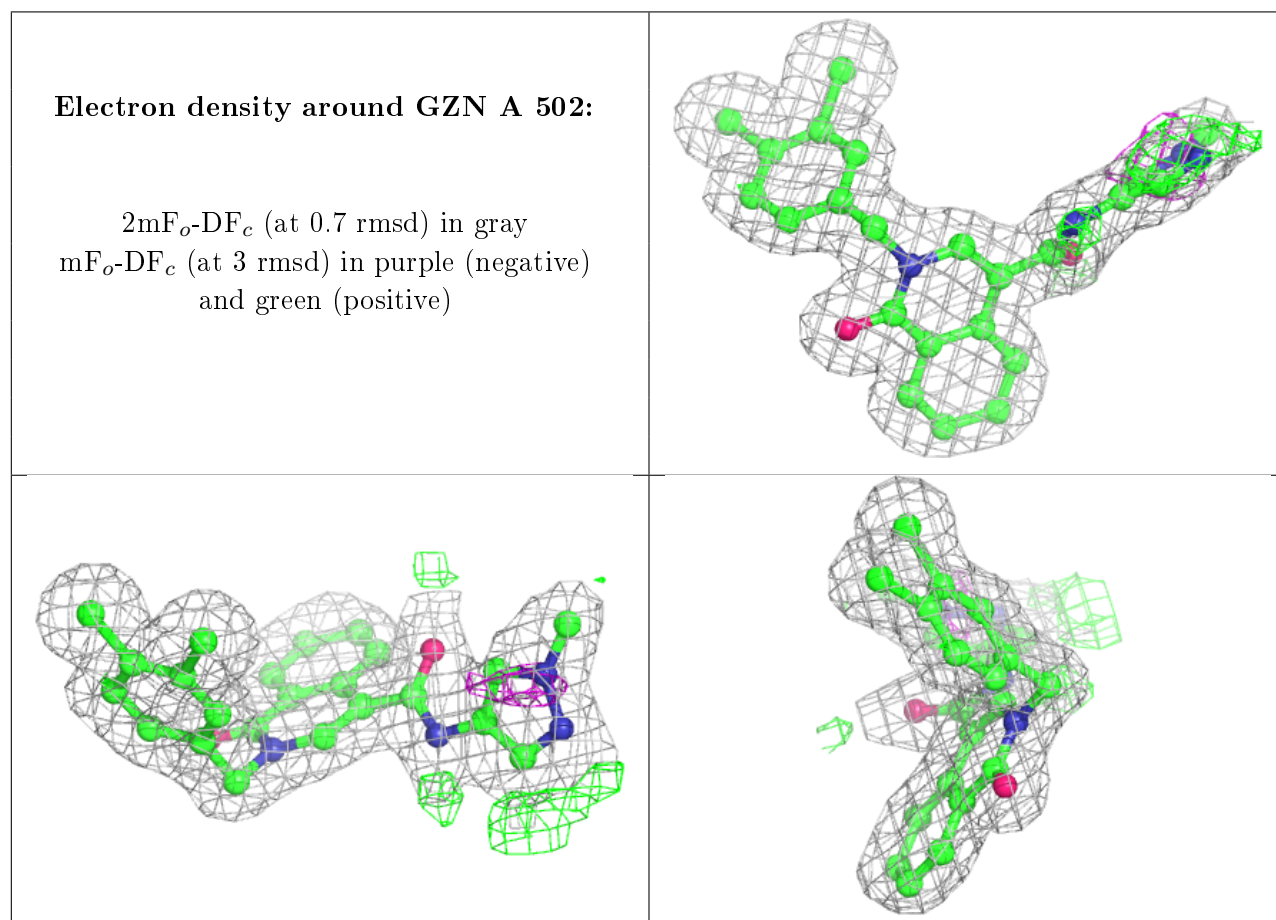 Electron density around GZN A 502:
2mFo-DFc (at 0.7 rmsd) in gray
mFo-DFc (at 3 rmsd) in purple (negative)
and green (positive)